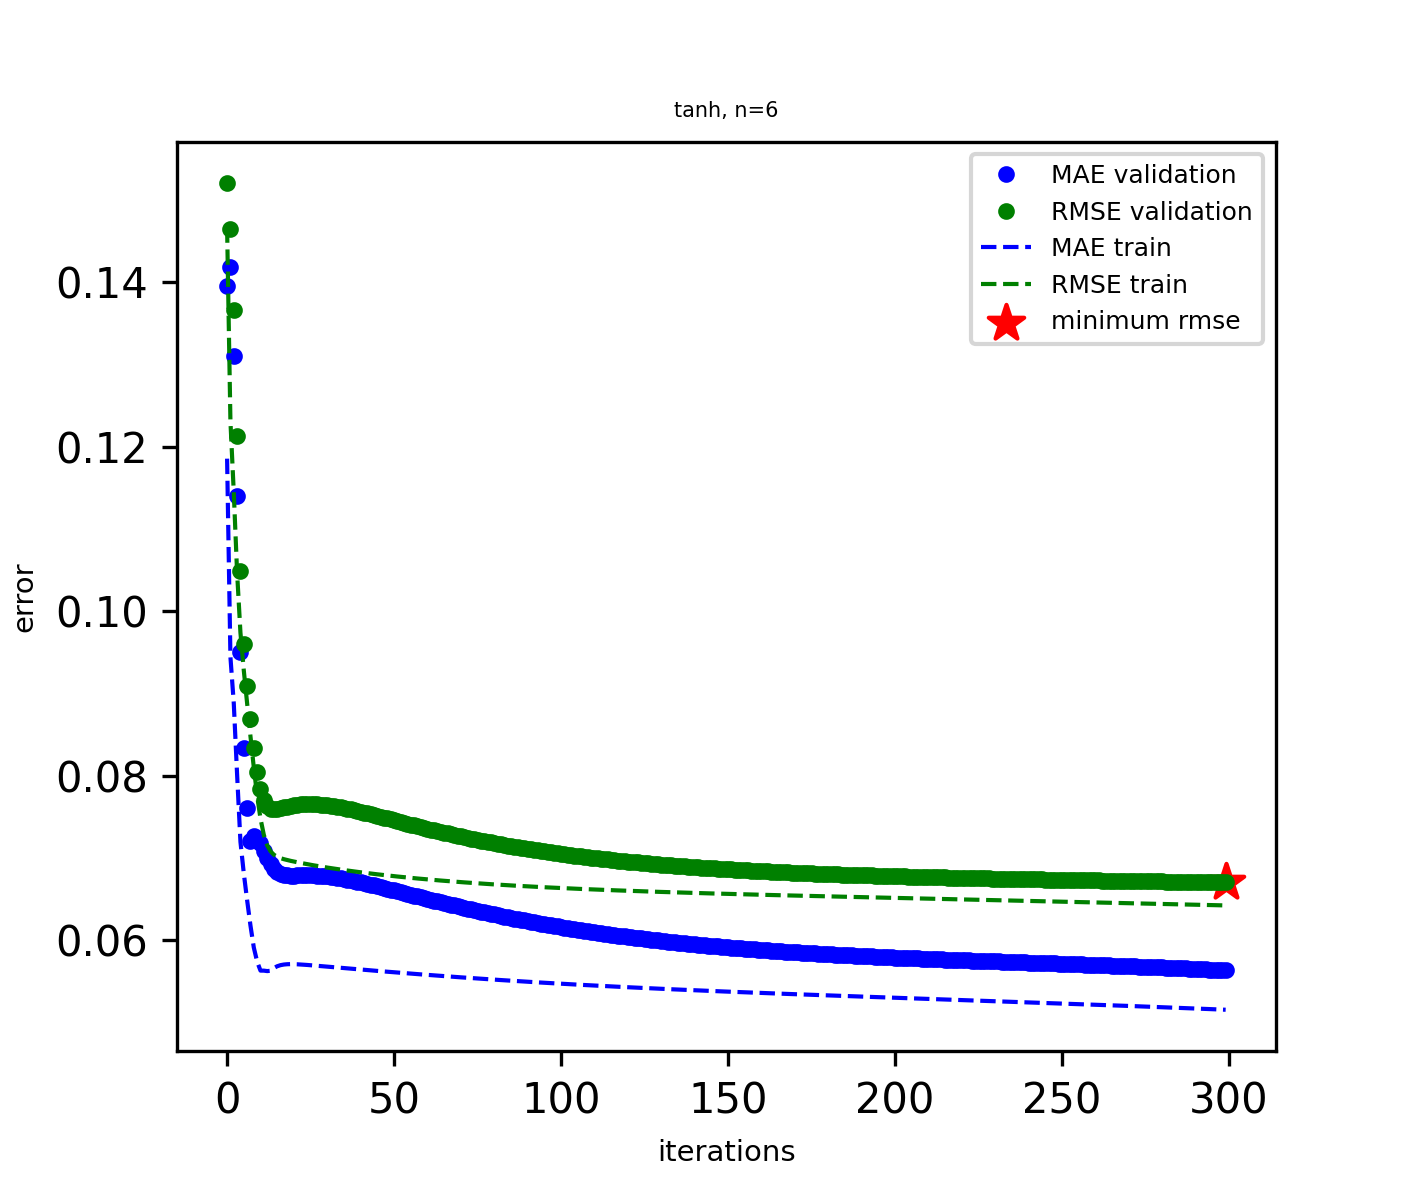 tanh, n=6
MAE validation
RMSE validation
MAE train
RMSE train
minimum rmse
0.14
0.12
0.10
0.08
0.06
error
0 50 100 150 200 250 300
iterations